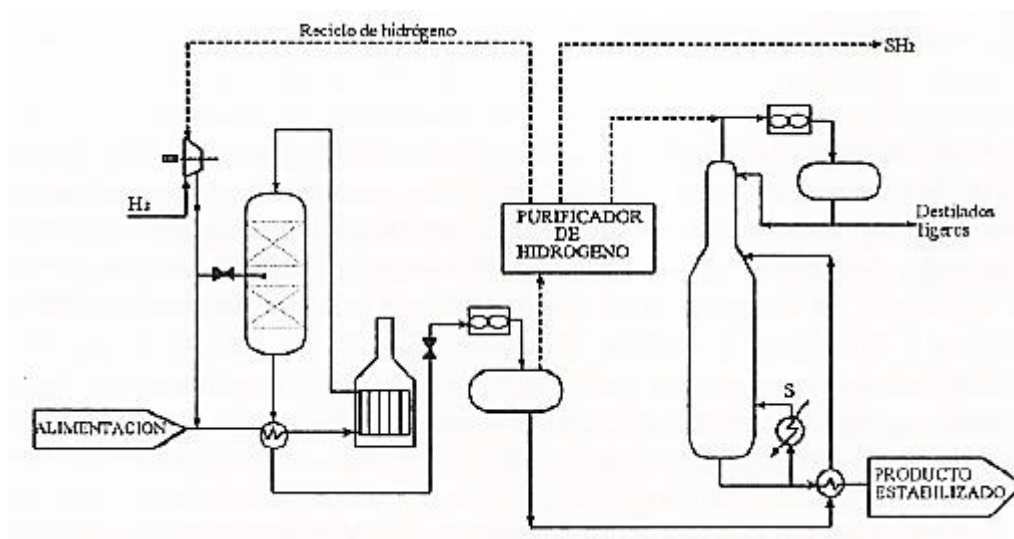 Reciclo de hidrógeno
SH2
H2
PURIFICADOR
DE
HIDROGENO
Destilados
ligeros
S
ALIMENTACION
PRODUCTO
ESTABILIZADO